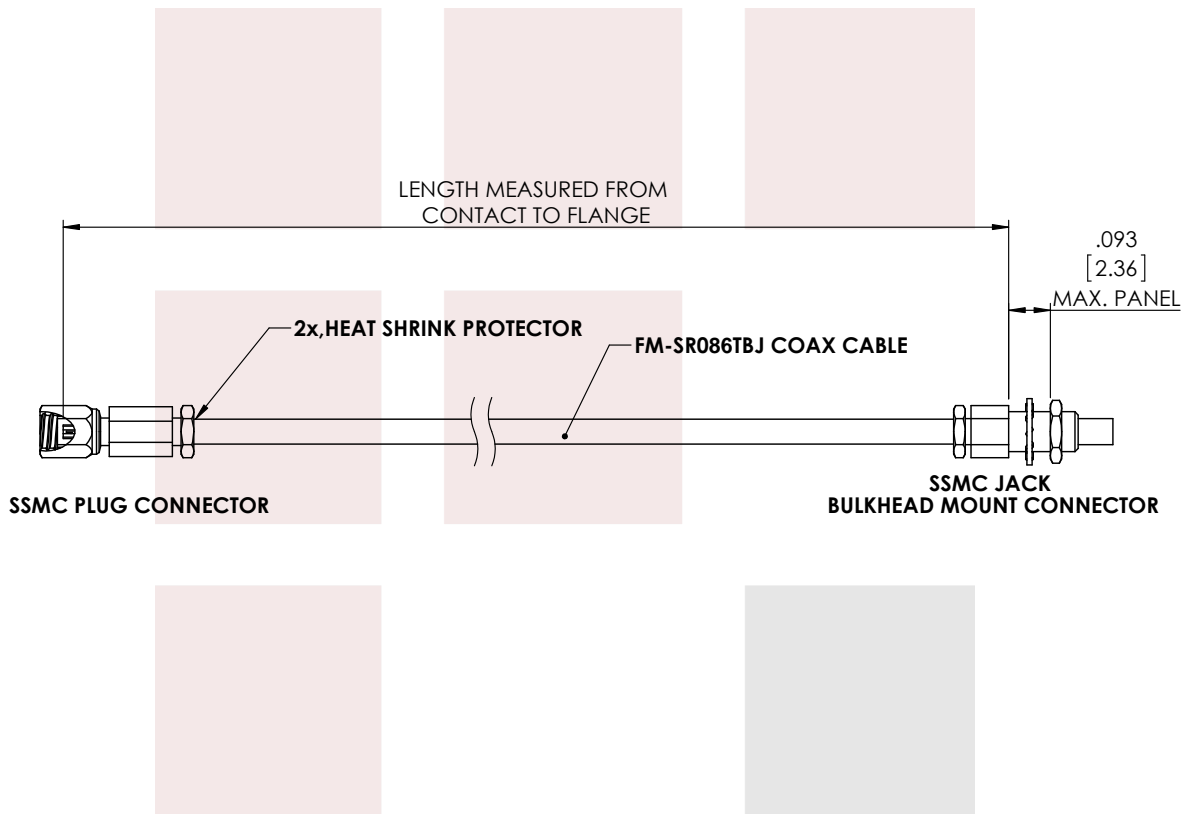 LENGTH MEASURED FROM
CONTACT TO FLANGE
.093
[2.36]
MAX. PANEL
2x,HEAT SHRINK PROTECTOR
FM-SR086TBJ COAX CABLE
SSMC PLUG CONNECTOR
SSMC JACK
BULKHEAD MOUNT CONNECTOR